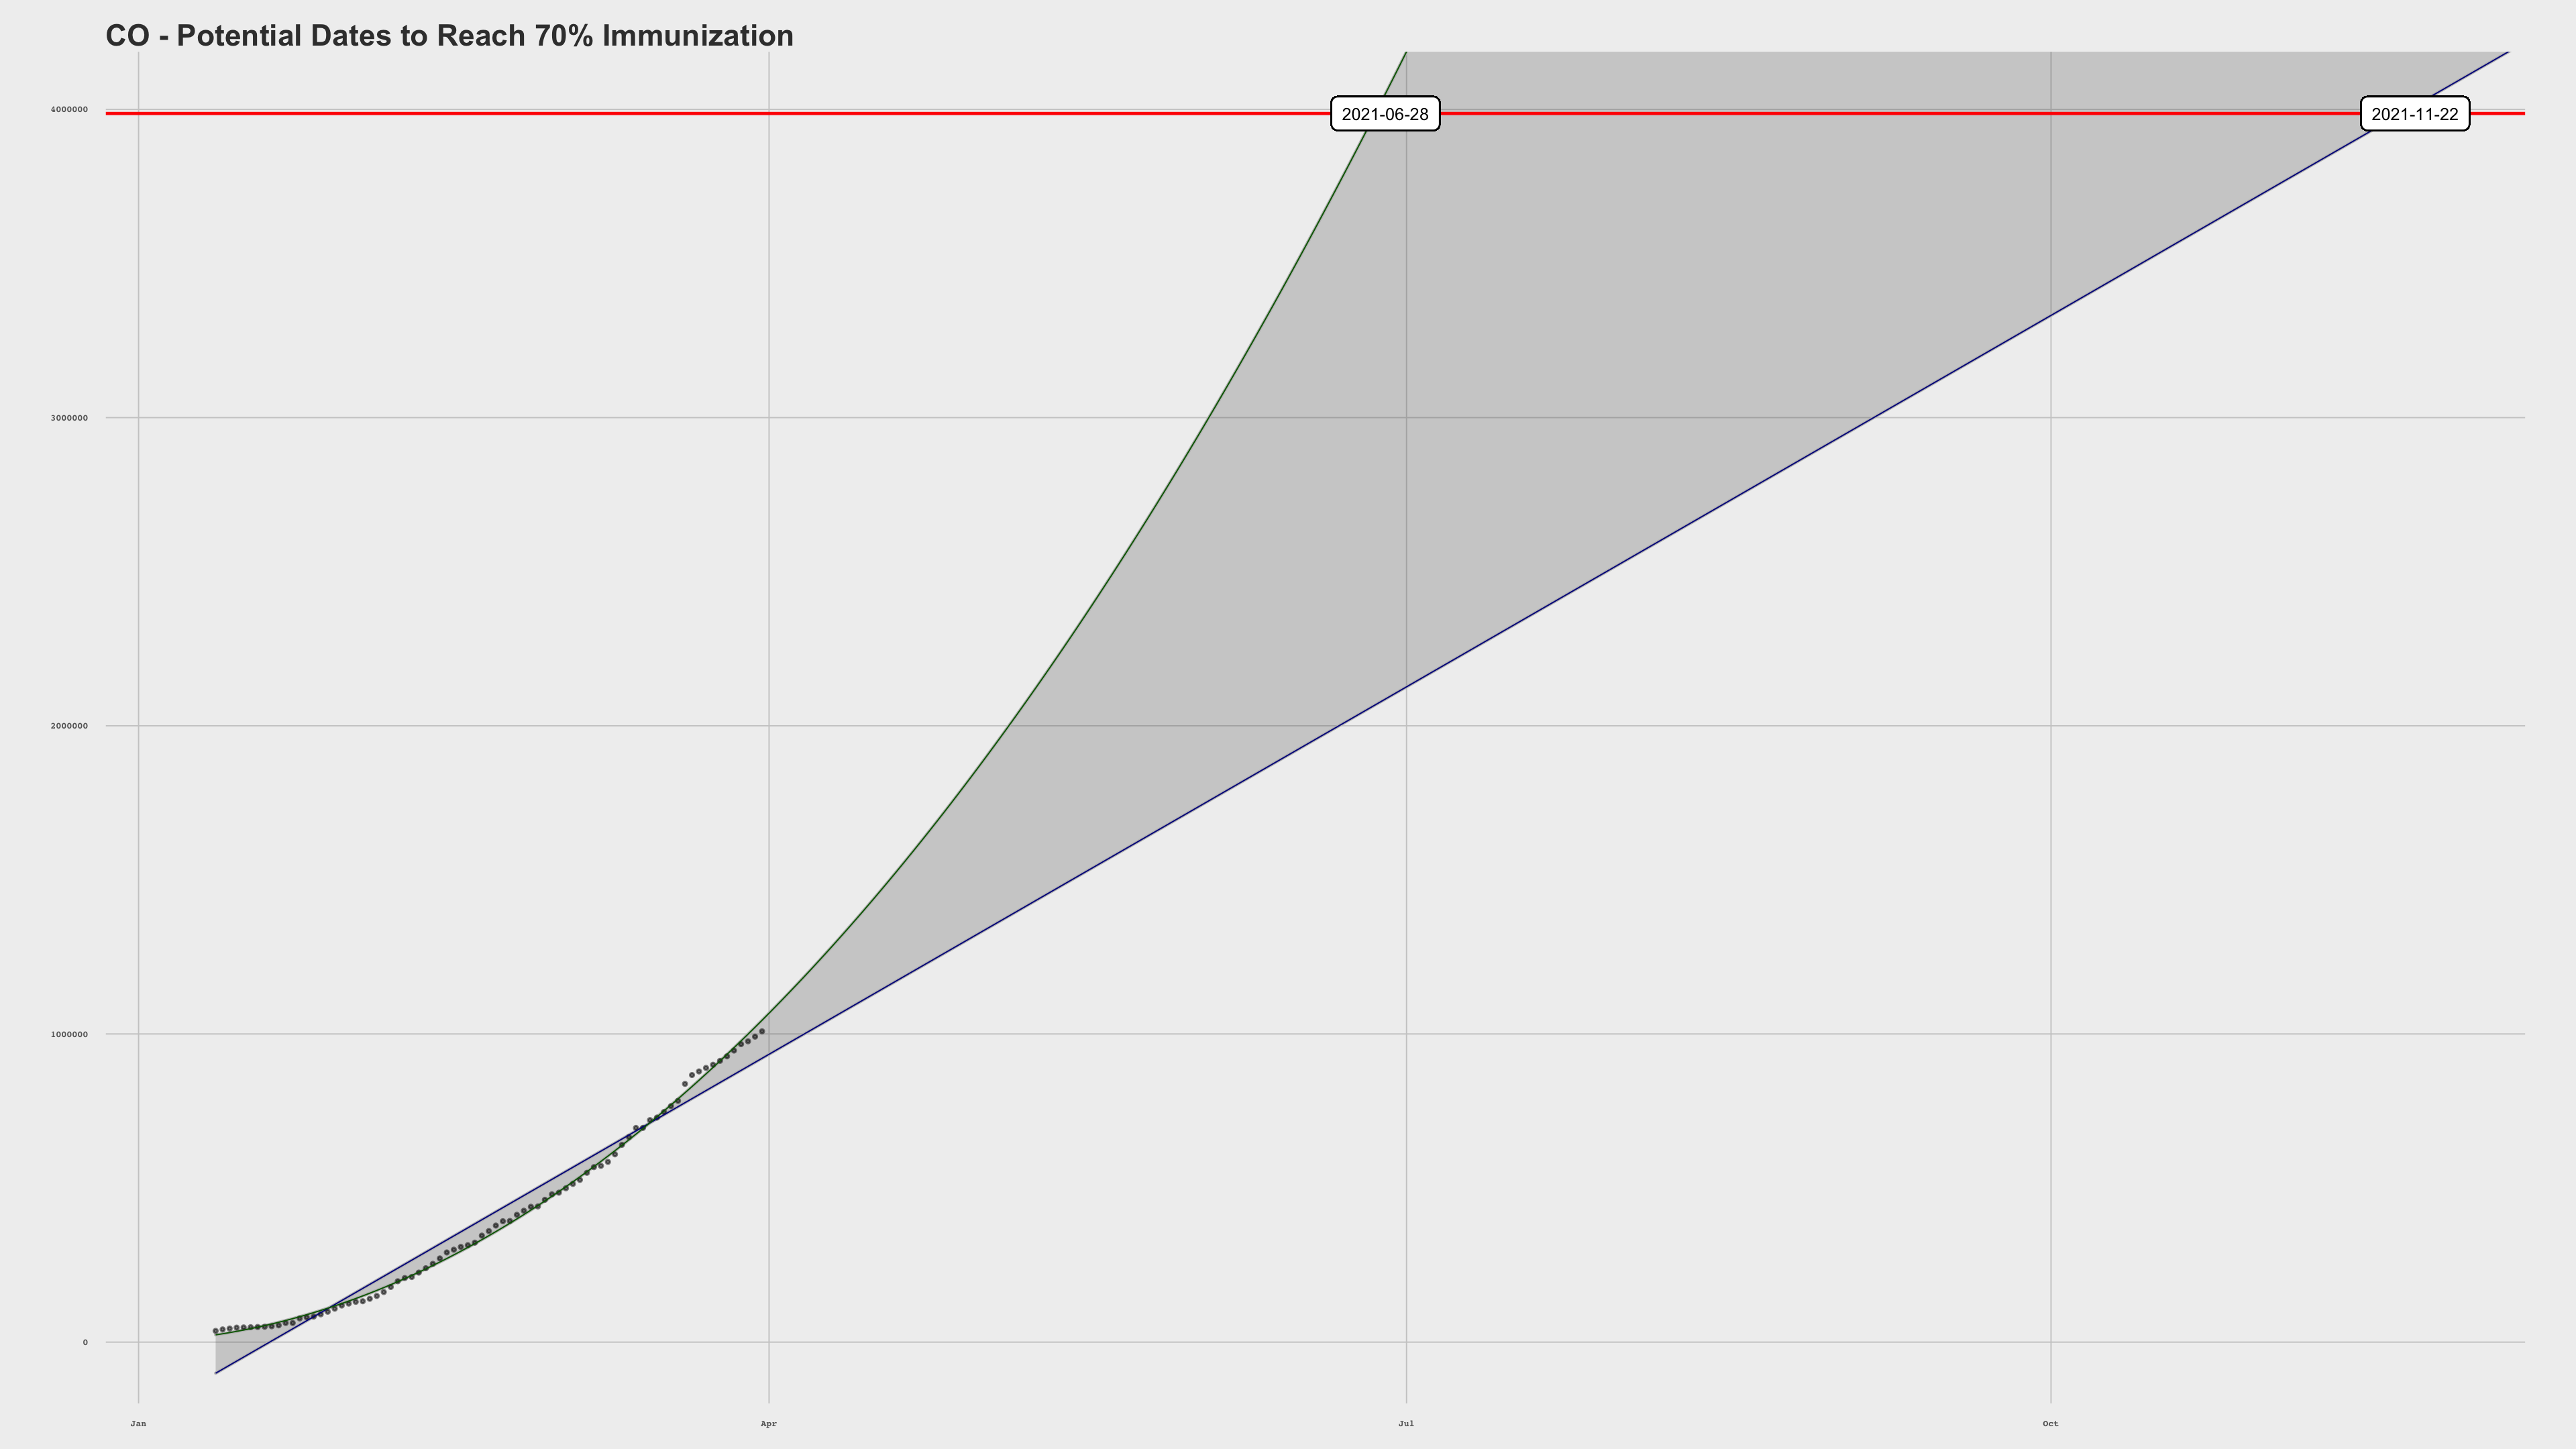 CO - Potential Dates to Reach 70% Immunization
4000000
2021-06-28
2021-11-22
3000000
2000000
1000000
0
Jan
Apr
Jul
Oct